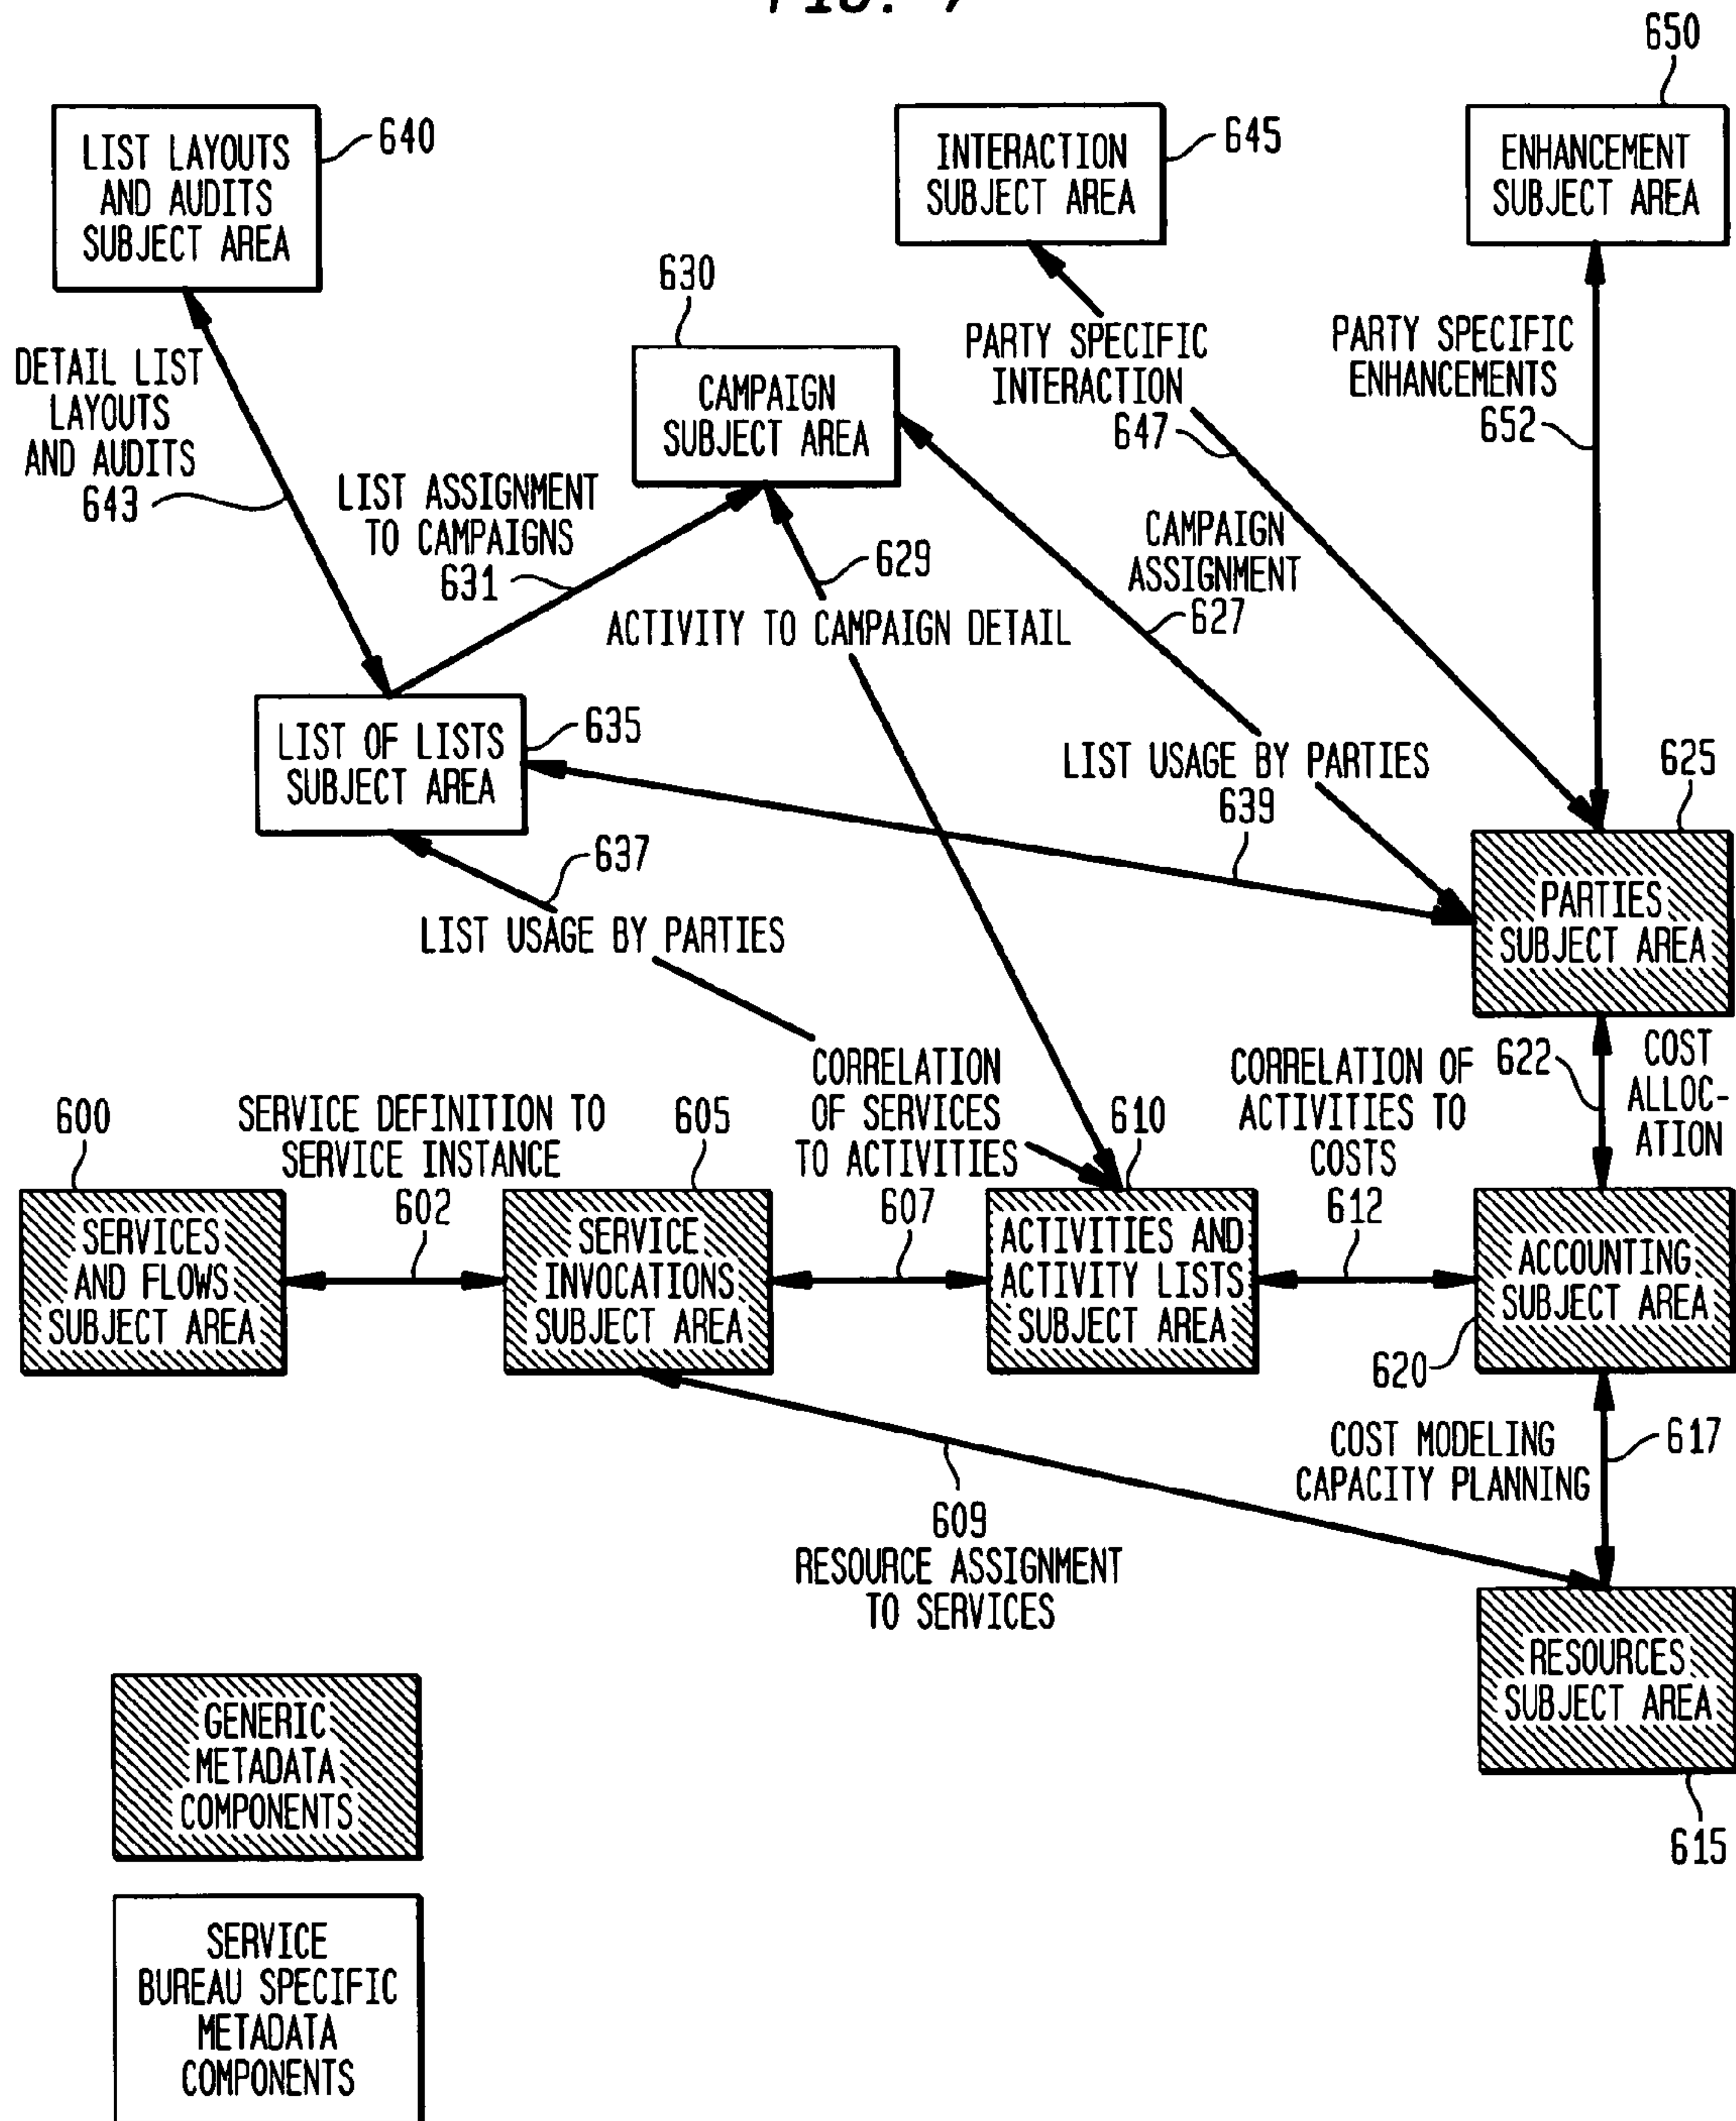 FIG. 7
650
LIST LAYOUTS
AND AUDITS
SUBJECT AREA
640
INTERACTION
SUBJECT AREA
645
ENHANCEMENT
SUBJECT AREA
630
DETAIL LIST
LAYOUTS
AND AUDITS
643
CAMPAIGN
SUBJECT AREA
PARTY SPECIFIC
INTERACTION
647
PARTY SPECIFIC
ENHANCEMENTS
652
LIST ASSIGNMENT
TO CAMPAIGNS
631
629
CAMPAIGN
ASSIGNMENT
627
ACTIVITY TO CAMPAIGN DETAIL
LIST OF LISTS
SUBJECT AREA
635
LIST USAGE BY PARTIES
639
625
637
LIST USAGE BY PARTIES
PARTIES
SUBJECT AREA
600
SERVICE DEFINITION TO
SERVICE INSTANCE
602
605
CORRELATION
OF SERVICES
TO ACTIVITIES
607
610
CORRELATION OF
ACTIVITIES TO
COSTS
612
622
COST
ALLOC-
ATION
SERVICES
AND FLOWS
SUBJECT AREA
SERVICE
INVOCATIONS
SUBJECT AREA
ACTIVITIES AND
ACTIVITY LISTS
SUBJECT AREA
ACCOUNTING
SUBJECT AREA
620
609
RESOURCE ASSIGNMENT
TO SERVICES
COST MODELING
CAPACITY PLANNING
617
RESOURCES
SUBJECT AREA
615
GENERIC
METADATA
COMPONENTS
SERVICE
BUREAU SPECIFIC
METADATA
COMPONENTS